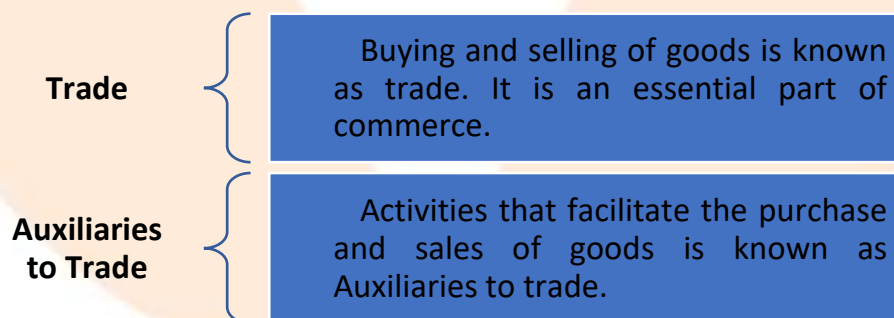 Trade
Buying and selling of goods is known
as trade. It is an essential part of
commerce.
Auxiliaries
to Trade
Activities that facilitate the purchase
and sales of goods is known as
Auxiliaries to trade.